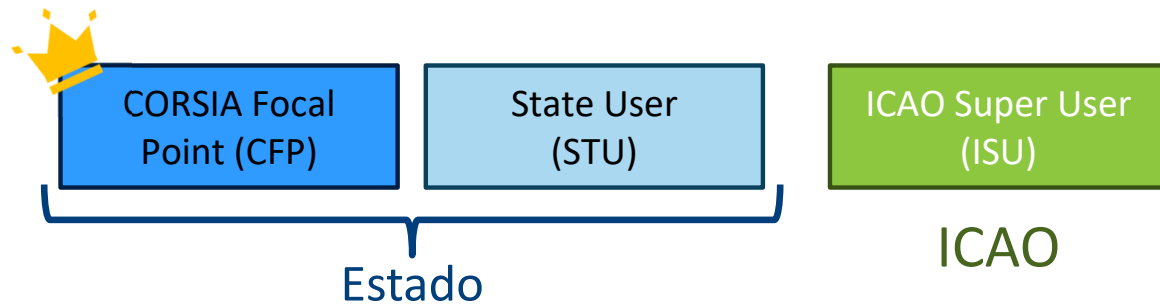 CORSIA Focal
Point (CFP)
State User
(STU)
ICAO Super User
(ISU)
Estado
ICAO